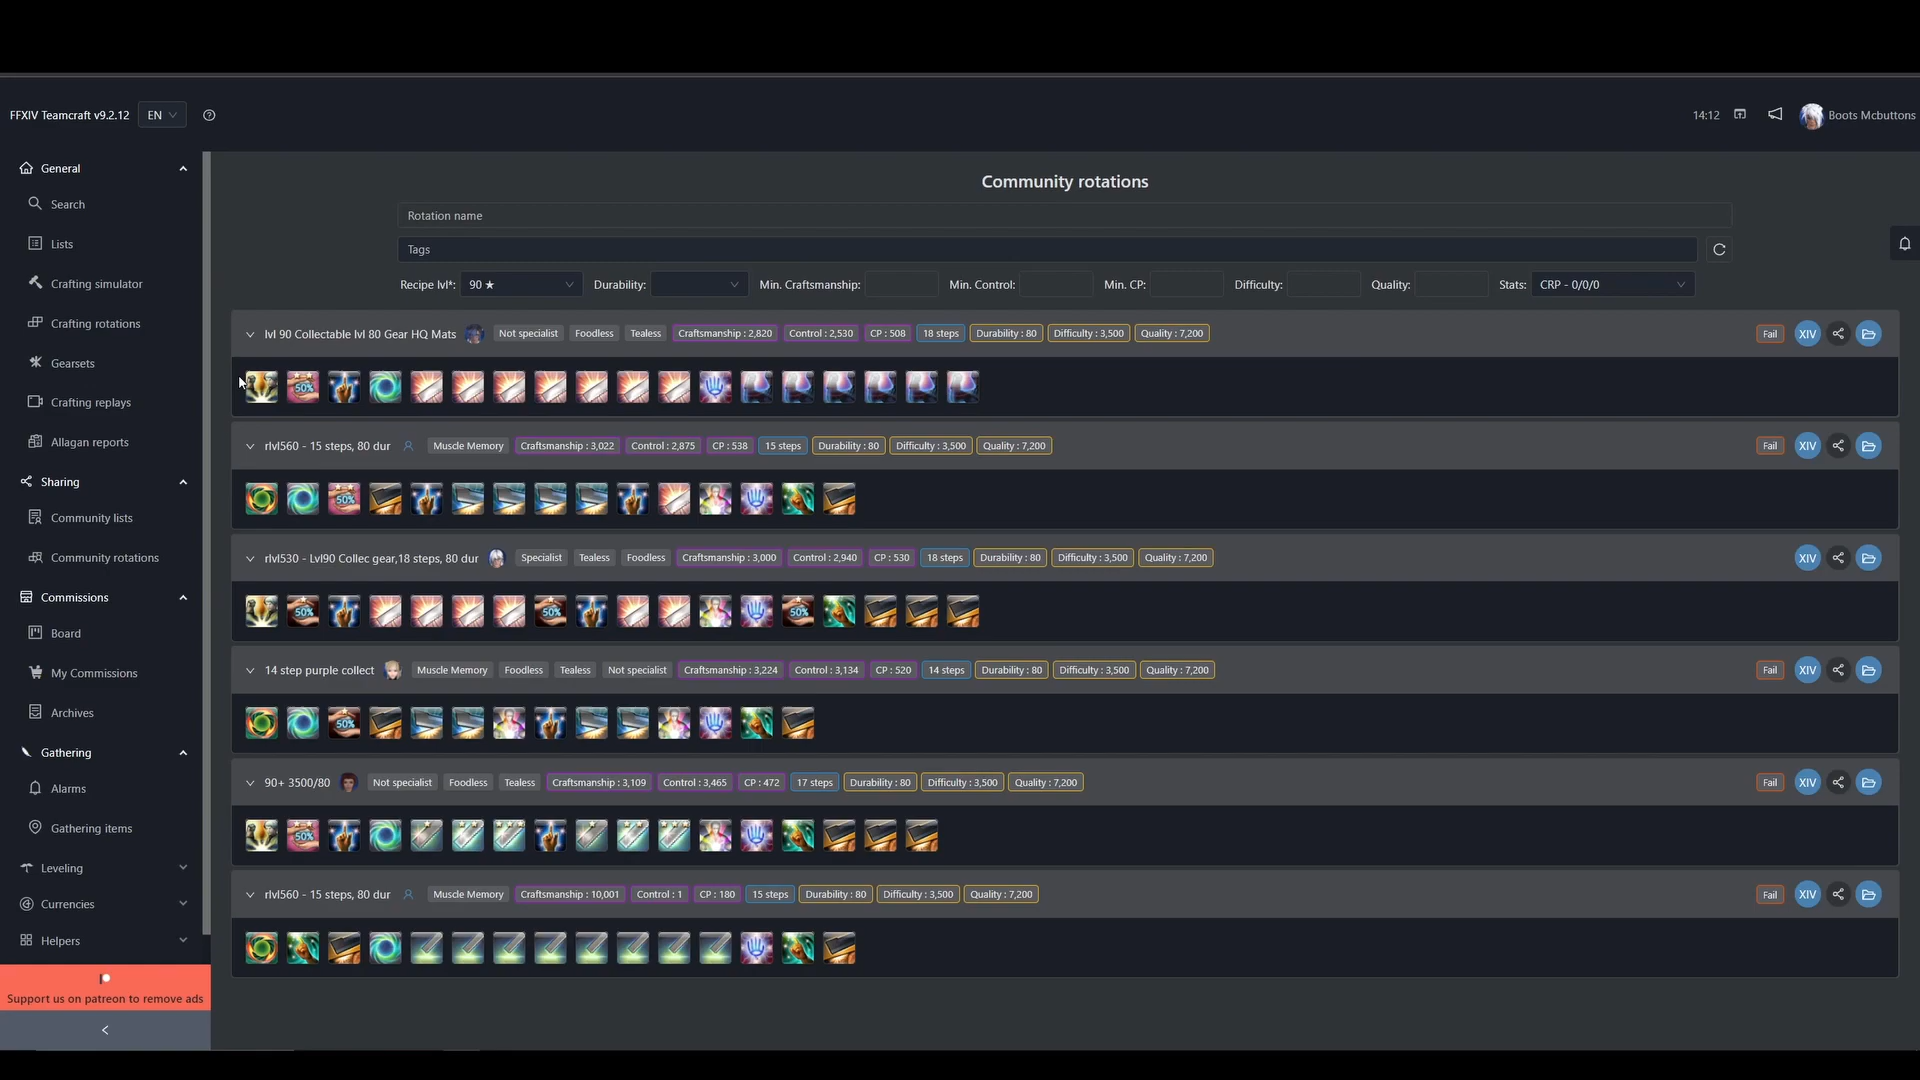 FFXIV Teamcraft v9.2.12 EN
14:12 Boots Mcbuttons
General
Search
Lists
Crafting simulator
Crafting rotations
Gearsets
Crafting replays
Allagan reports
Sharing
Community lists
Community rotations
Commissions
Board
My Commissions
Archives
Gathering
Alarms
Gathering items
Leveling
Currencies
Helpers
Support us on patreon to remove ads
Community rotations
Rotation name
Tags
Recipe lvl*: 90 ★ Durability: Min. Craftsmanship: Min. Control: Min. CP: Difficulty: Quality: Stats: CRP - 0/0/0
lvl 90 Collectable lvl 80 Gear HQ Mats Not specialist Foodless Tealess Craftsmanship : 2,820 Control : 2,530 CP : 508 18 steps Durability : 80 Difficulty : 3,500 Quality : 7,200 Fail XIV
50%
rlvl560 - 15 steps, 80 dur Muscle Memory Craftsmanship : 3,022 Control : 2,875 CP : 538 15 steps Durability : 80 Difficulty : 3,500 Quality : 7,200 Fail XIV
50%
rlvl530 - Lvl90 Collec gear,18 steps, 80 dur Specialist Tealess Foodless Craftsmanship : 3,000 Control : 2,940 CP : 530 18 steps Durability : 80 Difficulty : 3,500 Quality : 7,200 XIV
50% 50% 50%
14 step purple collect Muscle Memory Foodless Tealess Not specialist Craftsmanship : 3,224 Control : 3,134 CP : 520 14 steps Durability : 80 Difficulty : 3,500 Quality : 7,200 Fail XIV
50%
90+ 3500/80 Not specialist Foodless Tealess Craftsmanship : 3,109 Control : 3,465 CP : 472 17 steps Durability : 80 Difficulty : 3,500 Quality : 7,200 Fail XIV
50%
rlvl560 - 15 steps, 80 dur Muscle Memory Craftsmanship : 10,001 Control : 1 CP : 180 15 steps Durability : 80 Difficulty : 3,500 Quality : 7,200 Fail XIV